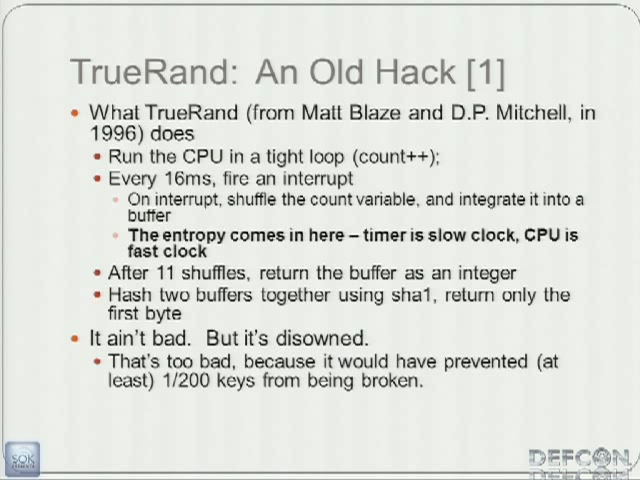 TrueRand: An Old Hack [1]
What TrueRand (from Matt Blaze and D.P. Mitchell, in
1996) does
Run the CPU in a tight loop (count++);
Every 16ms, fire an interrupt
On interrupt, shuffle the count variable, and integrate it into a
buffer
The entropy comes in here – timer is slow clock, CPU is
fast clock
After 11 shuffles, return the buffer as an integer
Hash two buffers together using sha1, return only the
first byte
It ain't bad. But it's disowned.
That's too bad, because it would have prevented (at
least) 1/200 keys from being broken.
DEFCON